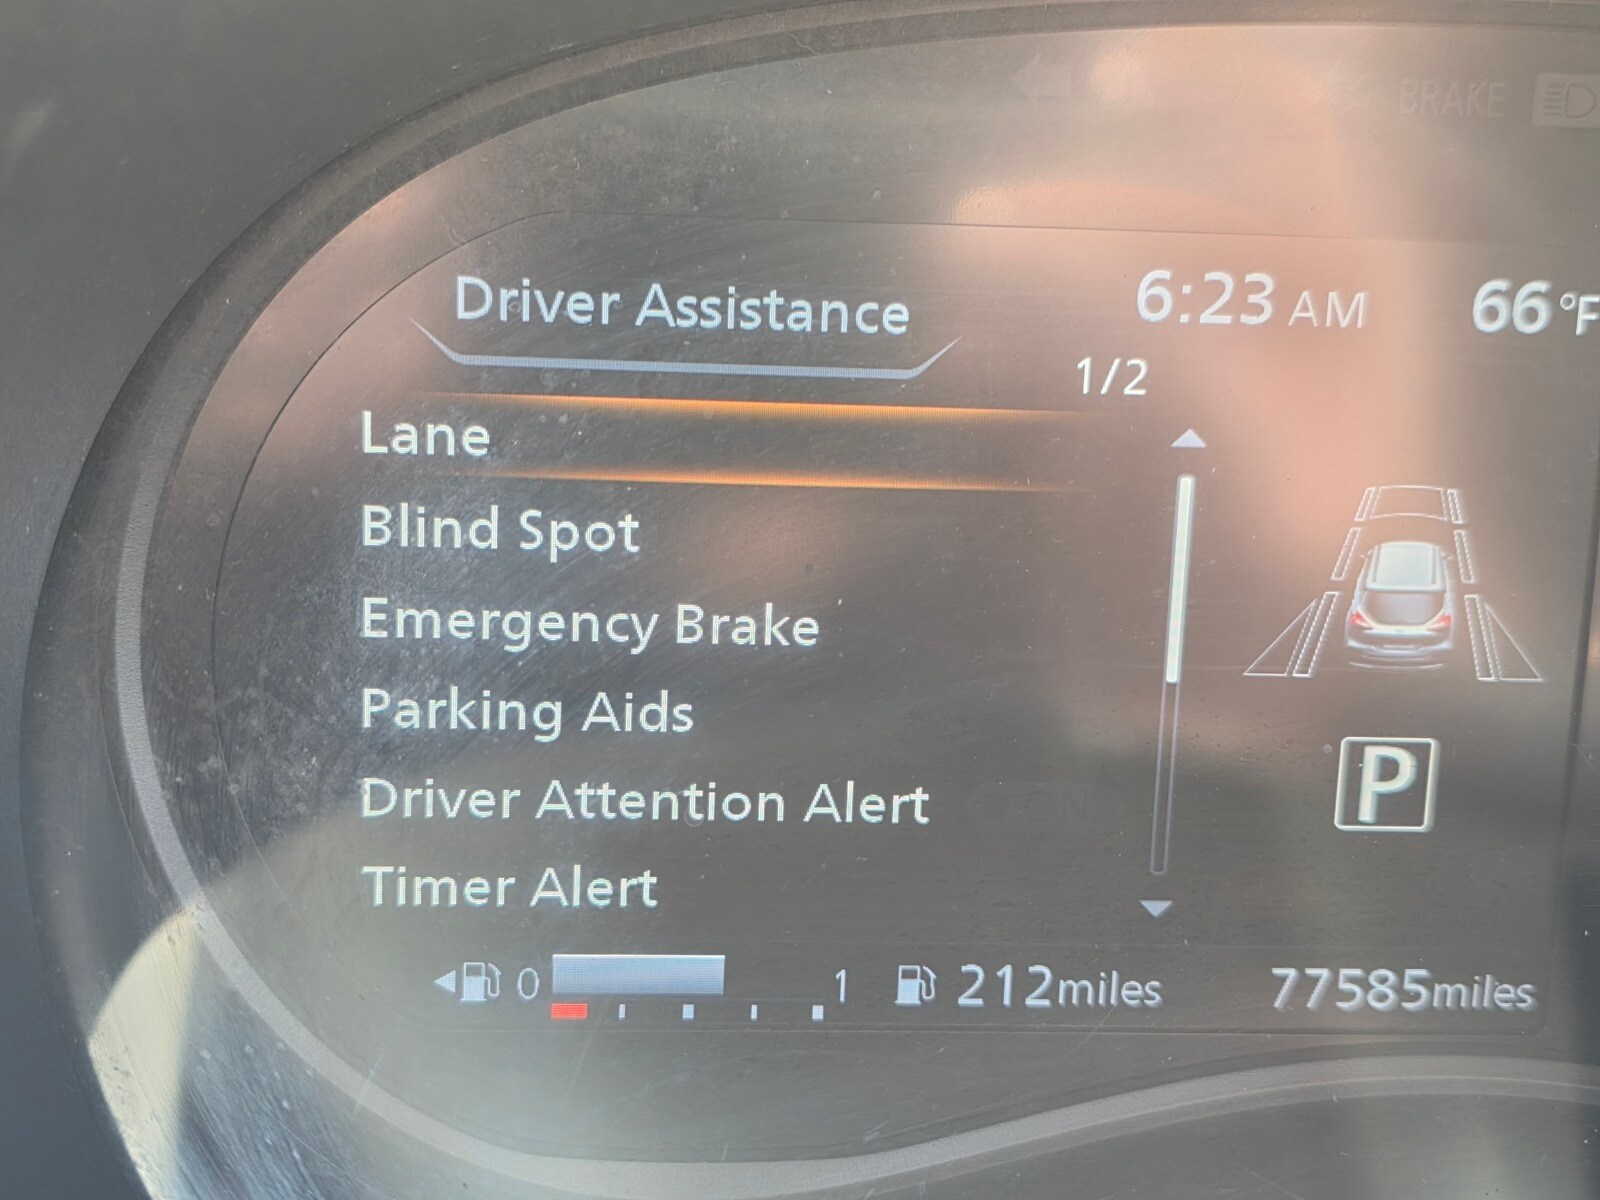 BRAKE
Driver Assistance
6:23 AM
66 °F
1/2
Lane
Blind Spot
Emergency Brake
Parking Aids
Driver Attention Alert
Timer Alert
P
0 1 212miles 77585miles